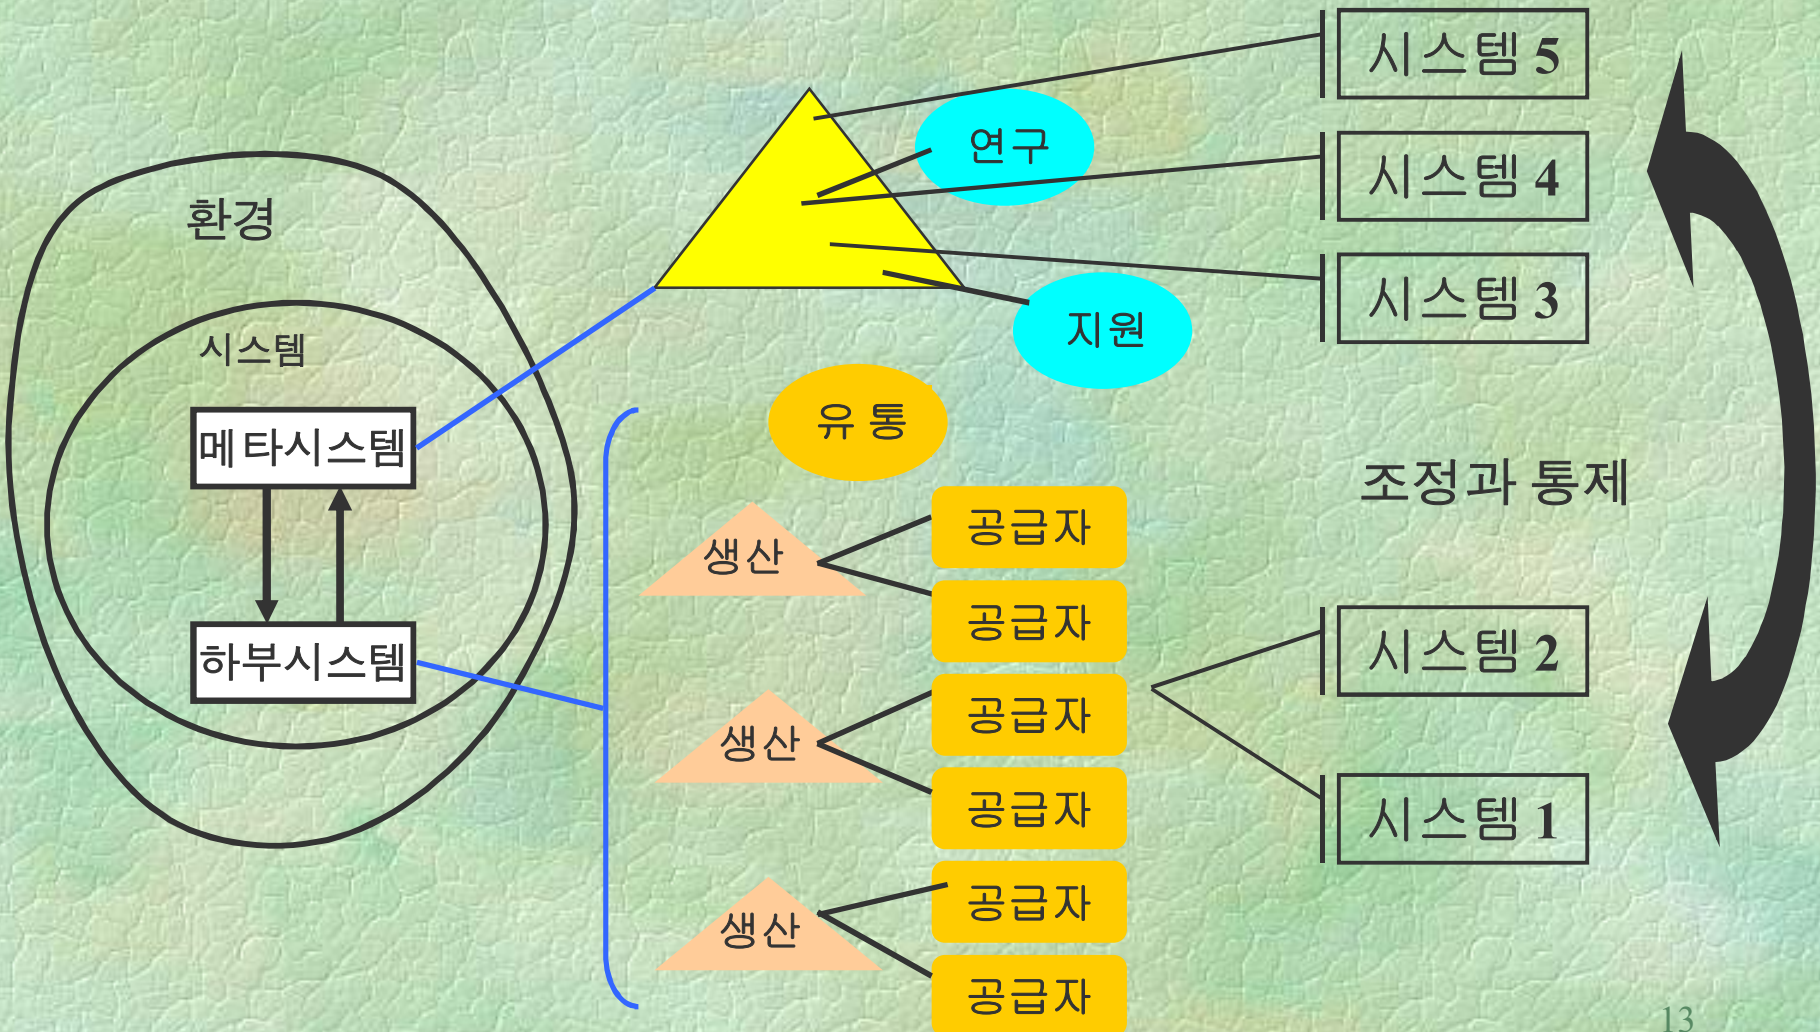 환경
시스템
메타시스템
하부시스템
연구
지원
유 통
생산
공급자
공급자
생산
공급자
공급자
생산
공급자
공급자
시스템 5
시스템 4
시스템 3
조정과 통제
시스템 2
시스템 1
13